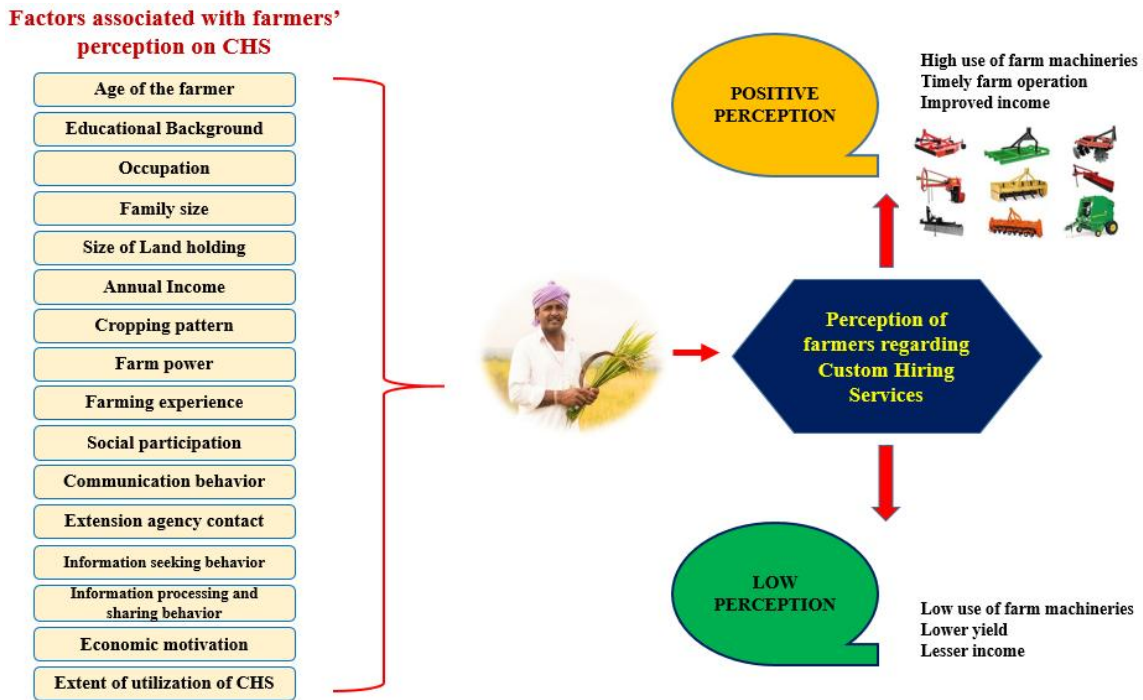 Factors associated with farmers'
perception on CHS
Age of the farmer
Educational Background
Occupation
Family size
Size of Land holding
Annual Income
Cropping pattern
Farm power
Farming experience
Social participation
Communication behavior
Extension agency contact
Information seeking behavior
Information processing and
sharing behavior
Economic motivation
Extent of utilization of CHS
POSITIVE
PERCEPTION
High use of farm machineries
Timely farm operation
Improved income
Perception of
farmers regarding
Custom Hiring
Services
LOW
PERCEPTION
Low use of farm machineries
Lower yield
Lesser income